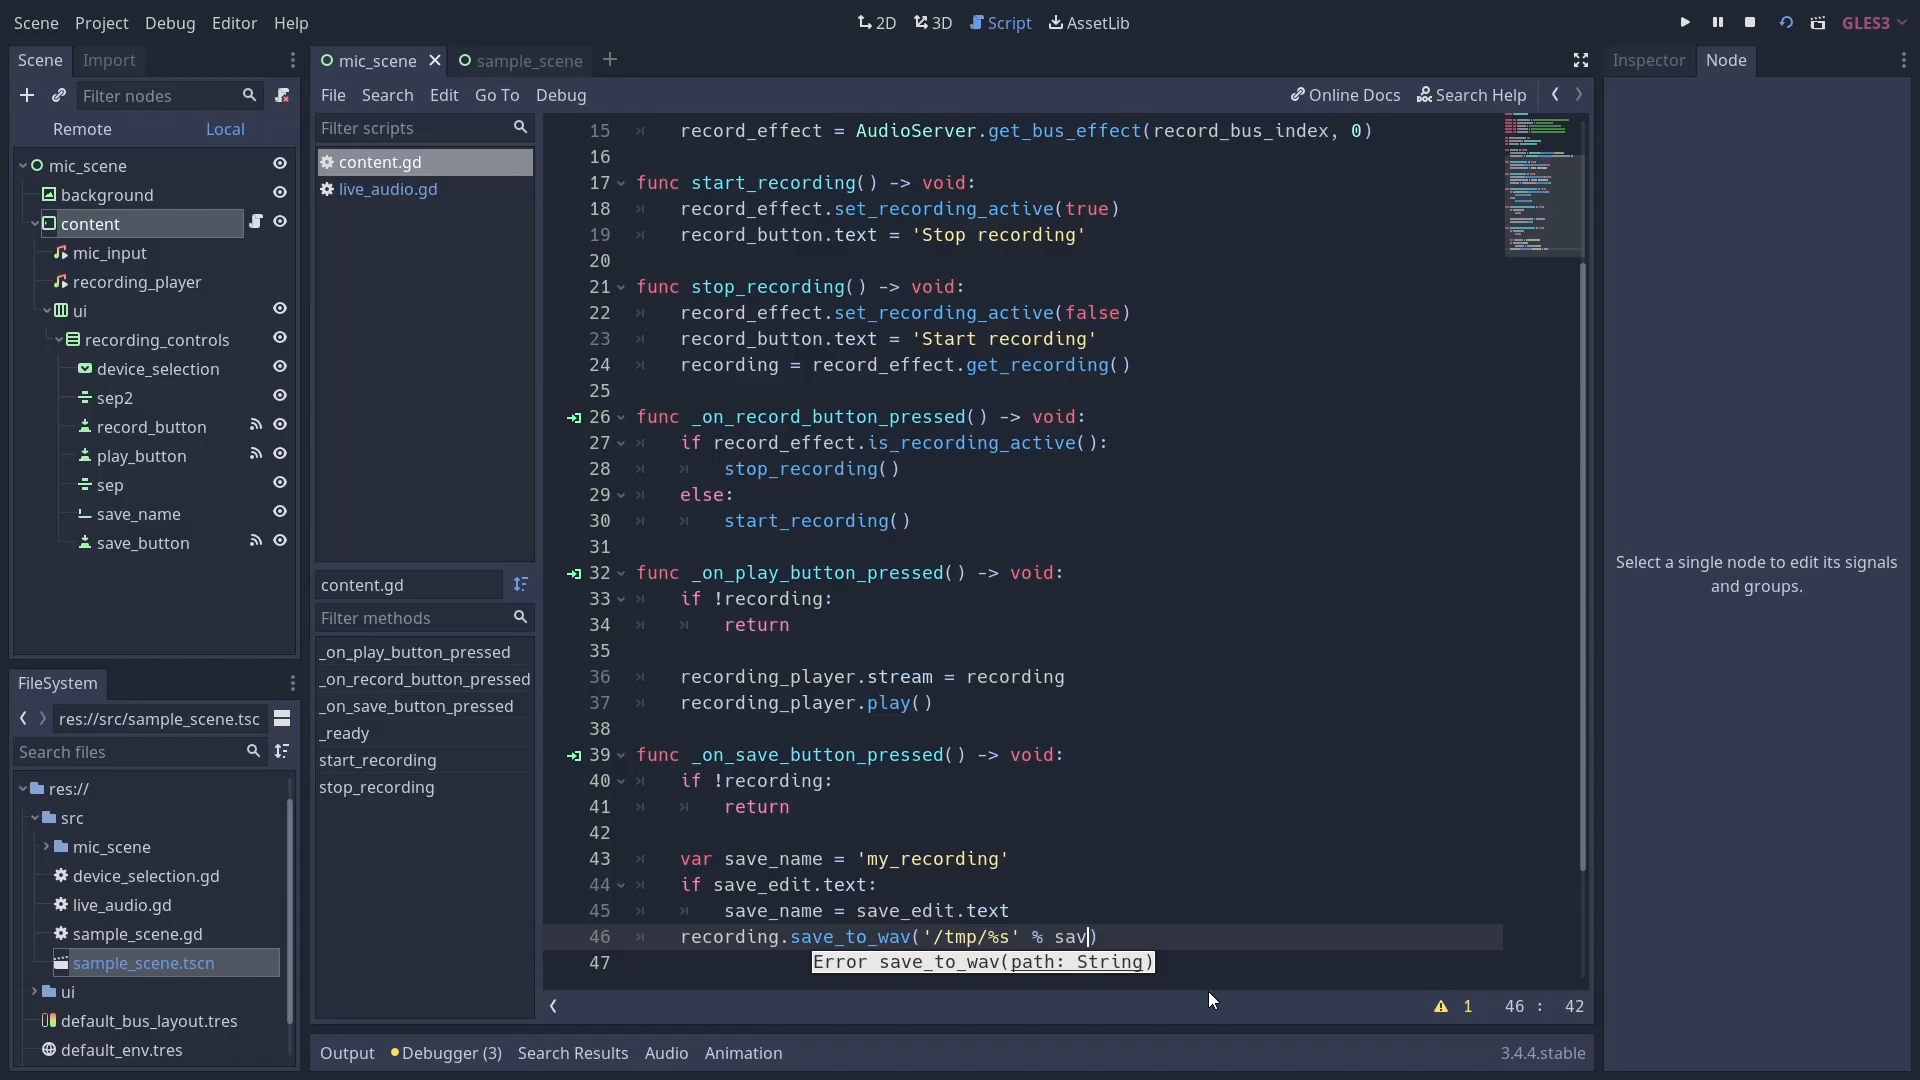 Scene Project Debug Editor Help
2D 3D Script AssetLib
GLES3
Scene Import
Filter nodes
Remote Local
mic_scene
background
content
mic_input
recording_player
ui
recording_controls
device_selection
sep2
record_button
play_button
sep
save_name
save_button
FileSystem
res://src/sample_scene.tsc
Search files
res://
src
mic_scene
device_selection.gd
live_audio.gd
sample_scene.gd
sample_scene.tscn
ui
default_bus_layout.tres
default_env.tres
mic_scene sample_scene
File Search Edit Go To Debug
Online Docs Search Help
Filter scripts
content.gd
live_audio.gd
content.gd
Filter methods
_on_play_button_pressed
_on_record_button_pressed
_on_save_button_pressed
_ready
start_recording
stop_recording
15 record_effect = AudioServer.get_bus_effect(record_bus_index, 0)
16
17 func start_recording() -> void:
18 record_effect.set_recording_active(true)
19 record_button.text = 'Stop recording'
20
21 func stop_recording() -> void:
22 record_effect.set_recording_active(false)
23 record_button.text = 'Start recording'
24 recording = record_effect.get_recording()
25
26 func _on_record_button_pressed() -> void:
27 if record_effect.is_recording_active():
28 stop_recording()
29 else:
30 start_recording()
31
32 func _on_play_button_pressed() -> void:
33 if !recording:
34 return
35
36 recording_player.stream = recording
37 recording_player.play()
38
39 func _on_save_button_pressed() -> void:
40 if !recording:
41 return
42
43 var save_name = 'my_recording'
44 if save_edit.text:
45 save_name = save_edit.text
46 recording.save_to_wav('/tmp/%s' % sav)
47
Error save_to_wav(path: String)
1 46 : 42
Output Debugger (3) Search Results Audio Animation
3.4.4.stable
Inspector Node
Select a single node to edit its signals
and groups.